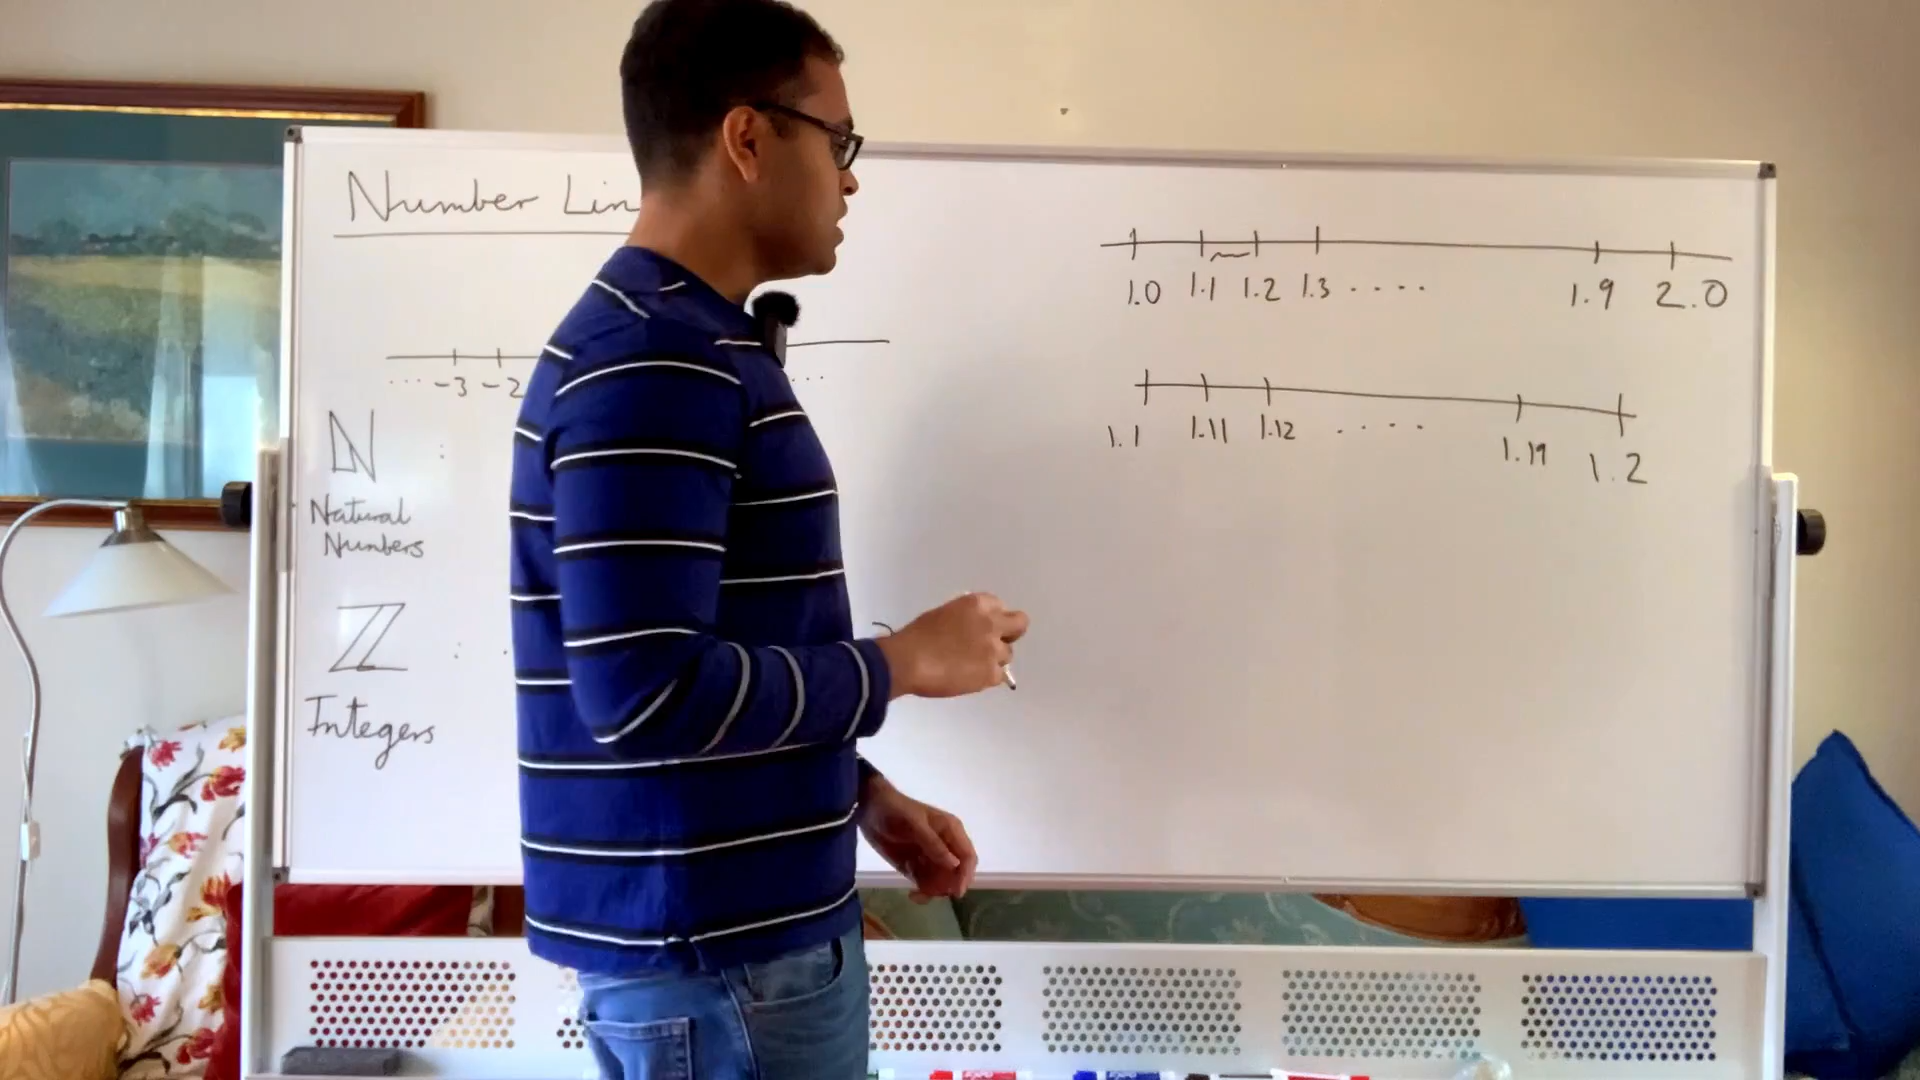 Number Lin
... -3 -2
...
ℕ :
Natural
Numbers
ℤ : .
Integers
1.0 1.1 1.2 1.3 .... 1.9 2.0
1.1 1.11 1.12 .... 1.19 1.2
EXPO